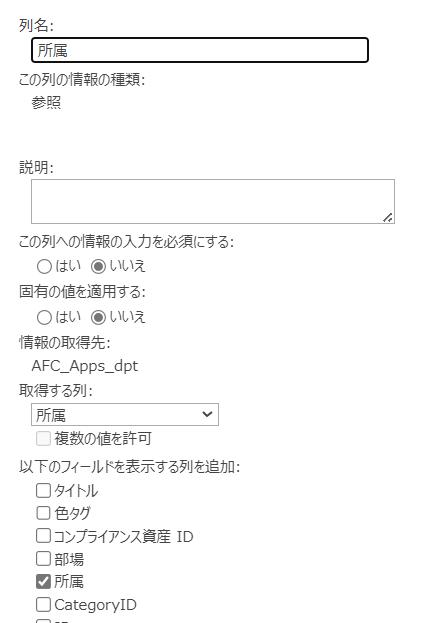 列名:
所属
この列の情報の種類:
参照
説明:
この列への情報の入力を必須にする:
はい いいえ
固有の値を適用する:
はい いいえ
情報の取得先:
AFC_Apps_dpt
取得する列:
所属
複数の値を許可
以下のフィールドを表示する列を追加:
タイトル
色タグ
コンプライアンス資産 ID
部場
所属
CategoryID